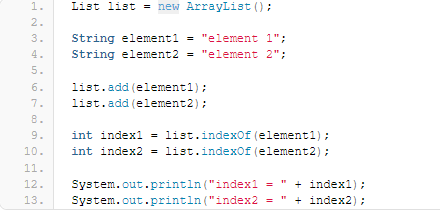 1. List list = new ArrayList();
2.
3. String element1 = "element 1";
4. String element2 = "element 2";
5.
6. list.add(element1);
7. list.add(element2);
8.
9. int index1 = list.indexOf(element1);
10. int index2 = list.indexOf(element2);
11.
12. System.out.println("index1 = " + index1);
13. System.out.println("index2 = " + index2);